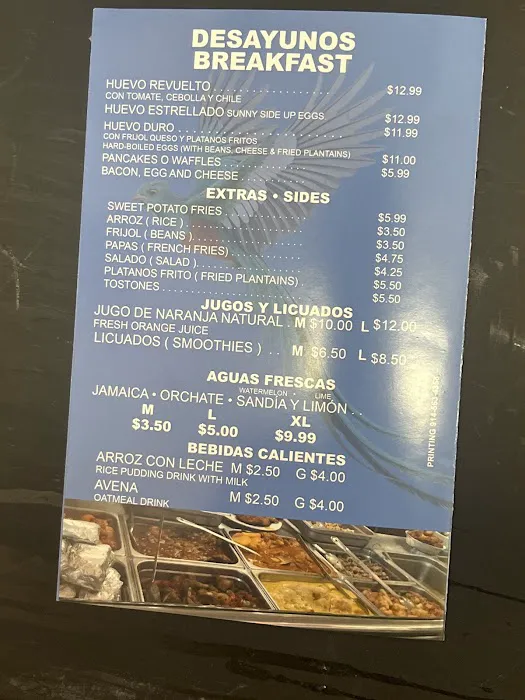 DESAYUNOS
BREAKFAST
HUEVO REVUELTO . . . . . . . . . . . . . . . . . . . $12.99
CON TOMATE, CEBOLLA Y CHILE
HUEVO ESTRELLADO SUNNY SIDE UP EGGS $12.99
HUEVO DURO . . . . . . . . . . . . . . . . . . . . . . $11.99
CON FRIJOL QUESO Y PLATANOS FRITOS
HARD-BOILED EGGS (WITH BEANS, CHEESE & FRIED PLANTAINS)
PANCAKES O WAFFLES . . . . . . . . . . . . . . . $11.00
BACON, EGG AND CHEESE . . . . . . . . . . . . $5.99
EXTRAS • SIDES
SWEET POTATO FRIES . . . . . . . . . . . . $5.99
ARROZ ( RICE ) . . . . . . . . . . . . . . . . $3.50
FRIJOL ( BEANS ) . . . . . . . . . . . . . . . $3.50
PAPAS ( FRENCH FRIES) . . . . . . . . . . $4.75
SALADO ( SALAD ) . . . . . . . . . . . . . . $4.25
PLATANOS FRITO ( FRIED PLANTAINS) $5.50
TOSTONES . . . . . . . . . . . . . . . . . . . $5.50
JUGOS Y LICUADOS
JUGO DE NARANJA NATURAL . M $10.00 L $12.00
FRESH ORANGE JUICE
LICUADOS ( SMOOTHIES ) . . M $6.50 L $8.50
AGUAS FRESCAS
WATERMELON • LIME
JAMAICA • ORCHATE • SANDÍA Y LIMÓN . .
M L XL
$3.50 $5.00 $9.99
BEBIDAS CALIENTES
ARROZ CON LECHE M $2.50 G $4.00
RICE PUDDING DRINK WITH MILK
AVENA M $2.50 G $4.00
OATMEAL DRINK
PRINTING